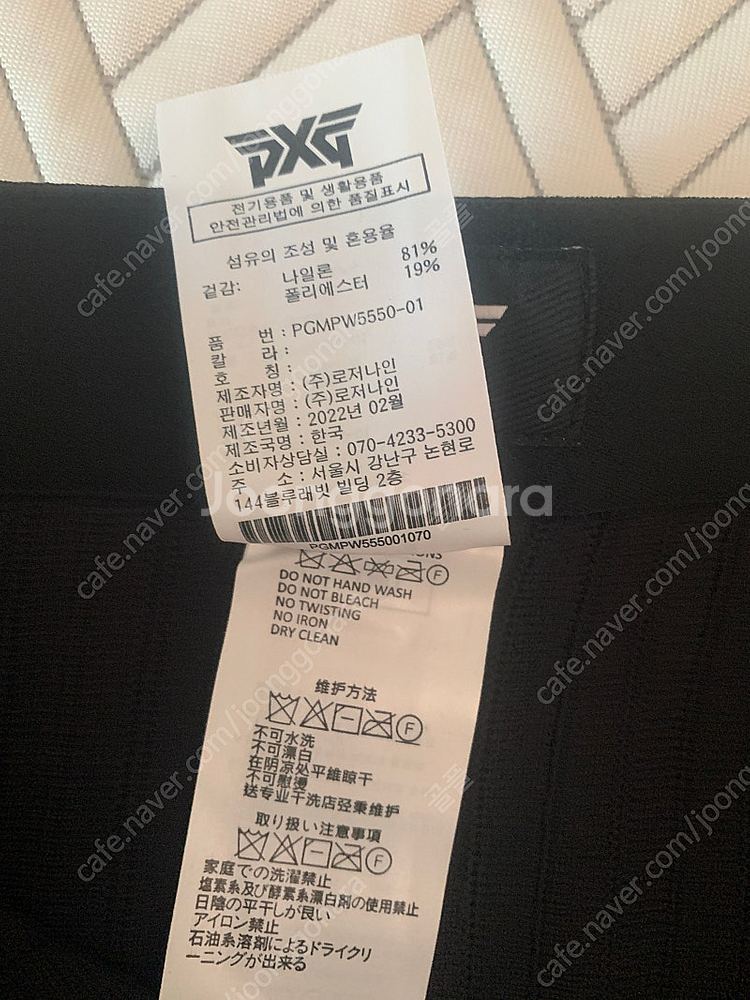 PXG
전기용품 및 생활용품
안전관리법에 의한 품질표시
섬유의 조성 및 혼용율
겉감: 나일론 81%
폴리에스터 19%
품 번 : PGMPW5550-01
칼 라 :
호 칭 :
제조자명 : (주)로저나인
판매자명 : (주)로저나인
제조년월 : 2022년 02월
제조국명 : 한국
소비자상담실 : 070-4233-5300
주 소 : 서울시 강남구 논현로
144블루래빗 빌딩 2층
PGMPW555001070
F
DO NOT HAND WASH
DO NOT BLEACH
NO TWISTING
NO IRON
DRY CLEAN
维护方法
F
不可水洗
不可漂白
在阴凉处平維晾干
不可慰烫
送专业干洗店径秉维护
取り扱い注意事項
F
家庭での洗濯禁止
塩素系及び酵素系漂白剤の使用禁止
日陰の平干しが良い
アイロン禁止
石油系溶剤によるドライクリ
ーニングが出来る
Joonggonara
cafe.naver.com/joonggonara
골골